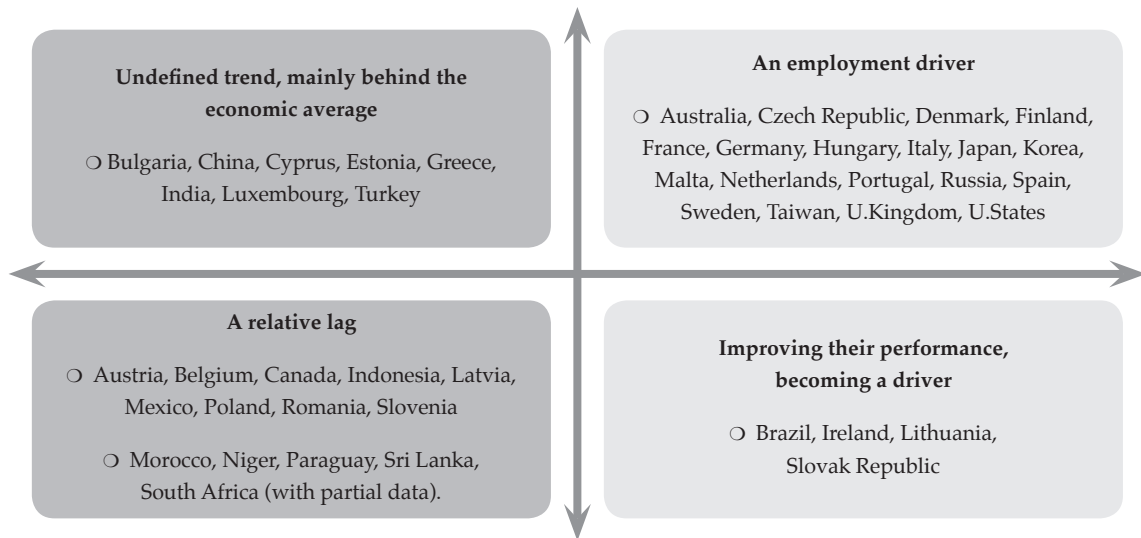 Undefined trend, mainly behind the
economic average
❍ Bulgaria, China, Cyprus, Estonia, Greece,
India, Luxembourg, Turkey
An employment driver
❍ Australia, Czech Republic, Denmark, Finland,
France, Germany, Hungary, Italy, Japan, Korea,
Malta, Netherlands, Portugal, Russia, Spain,
Sweden, Taiwan, U.Kingdom, U.States
A relative lag
❍ Austria, Belgium, Canada, Indonesia, Latvia,
Mexico, Poland, Romania, Slovenia
❍ Morocco, Niger, Paraguay, Sri Lanka,
South Africa (with partial data).
Improving their performance,
becoming a driver
❍ Brazil, Ireland, Lithuania,
Slovak Republic